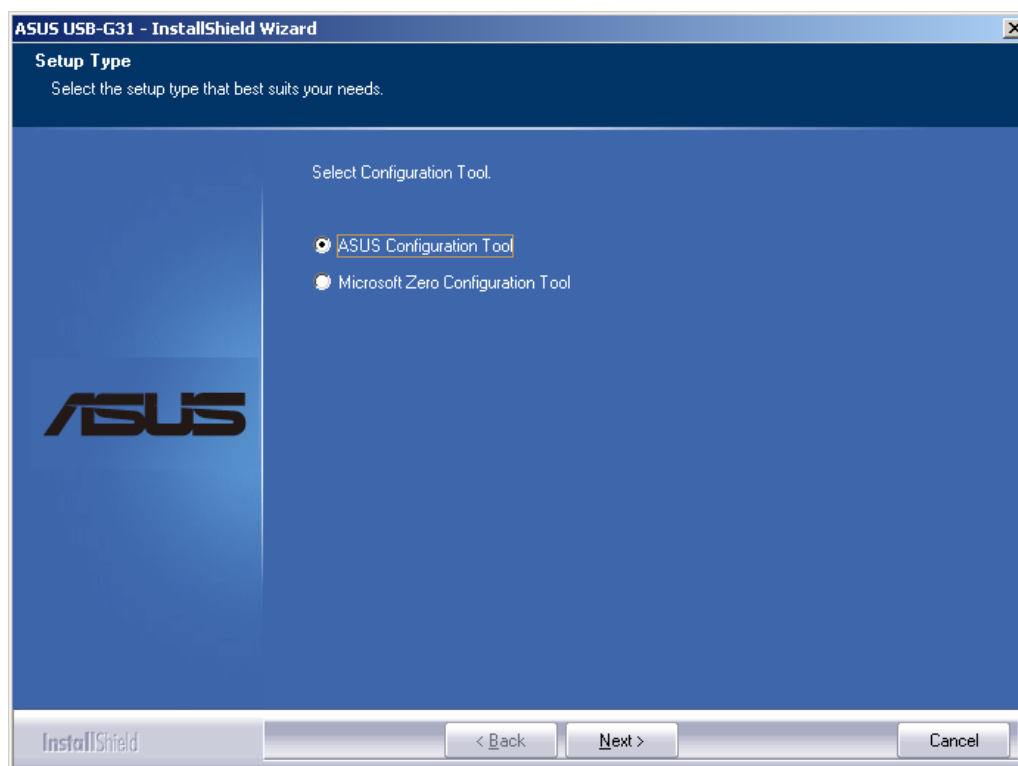 ASUS USB-G31 - InstallShield Wizard
Setup Type
Select the setup type that best suits your needs.
Select Configuration Tool.
ASUS Configuration Tool
Microsoft Zero Configuration Tool
ASUS
InstallShield
< Back
Next >
Cancel